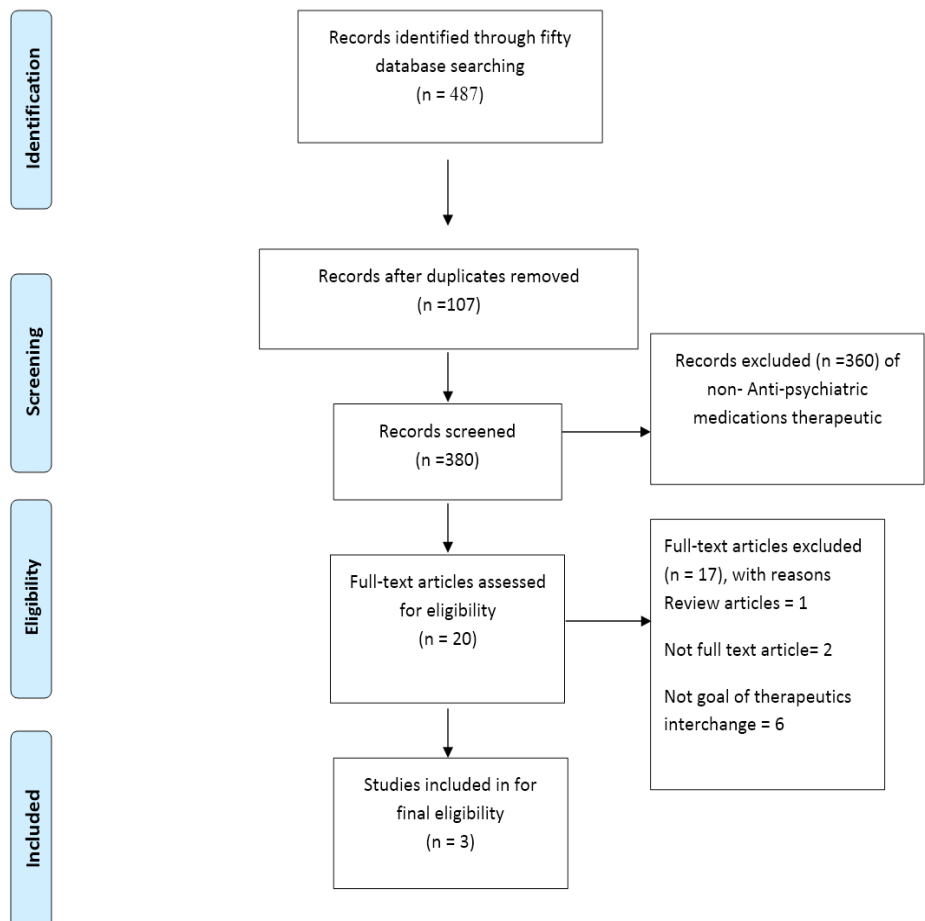 Identification
Records identified through fifty
database searching
(n = 487)
Screening
Records after duplicates removed
(n =107)
Records screened
(n =380)
Records excluded (n =360) of
non- Anti-psychiatric
medications therapeutic
Eligibility
Full-text articles assessed
for eligibility
(n = 20)
Full-text articles excluded
(n = 17), with reasons
Review articles = 1
Not full text article= 2
Not goal of therapeutics
interchange = 6
Included
Studies included in for
final eligibility
(n = 3)